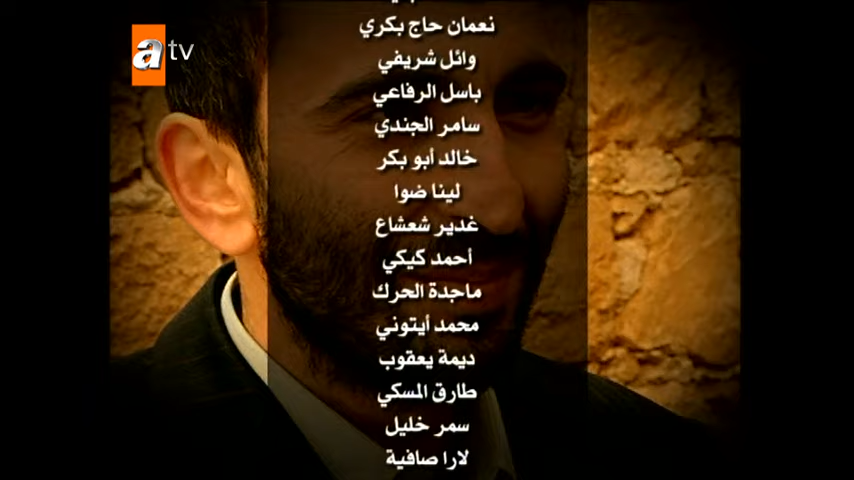 atv
نعمان حاج بكري
وائل شريفي
باسل الرفاعي
سامر الجندي
خالد أبو بكر
لينا ضوا
غدير شعشاع
أحمد كيكي
ماجدة الحرك
محمد أيتوني
ديمة يعقوب
طارق المسكي
سمر خليل
لارا صافية